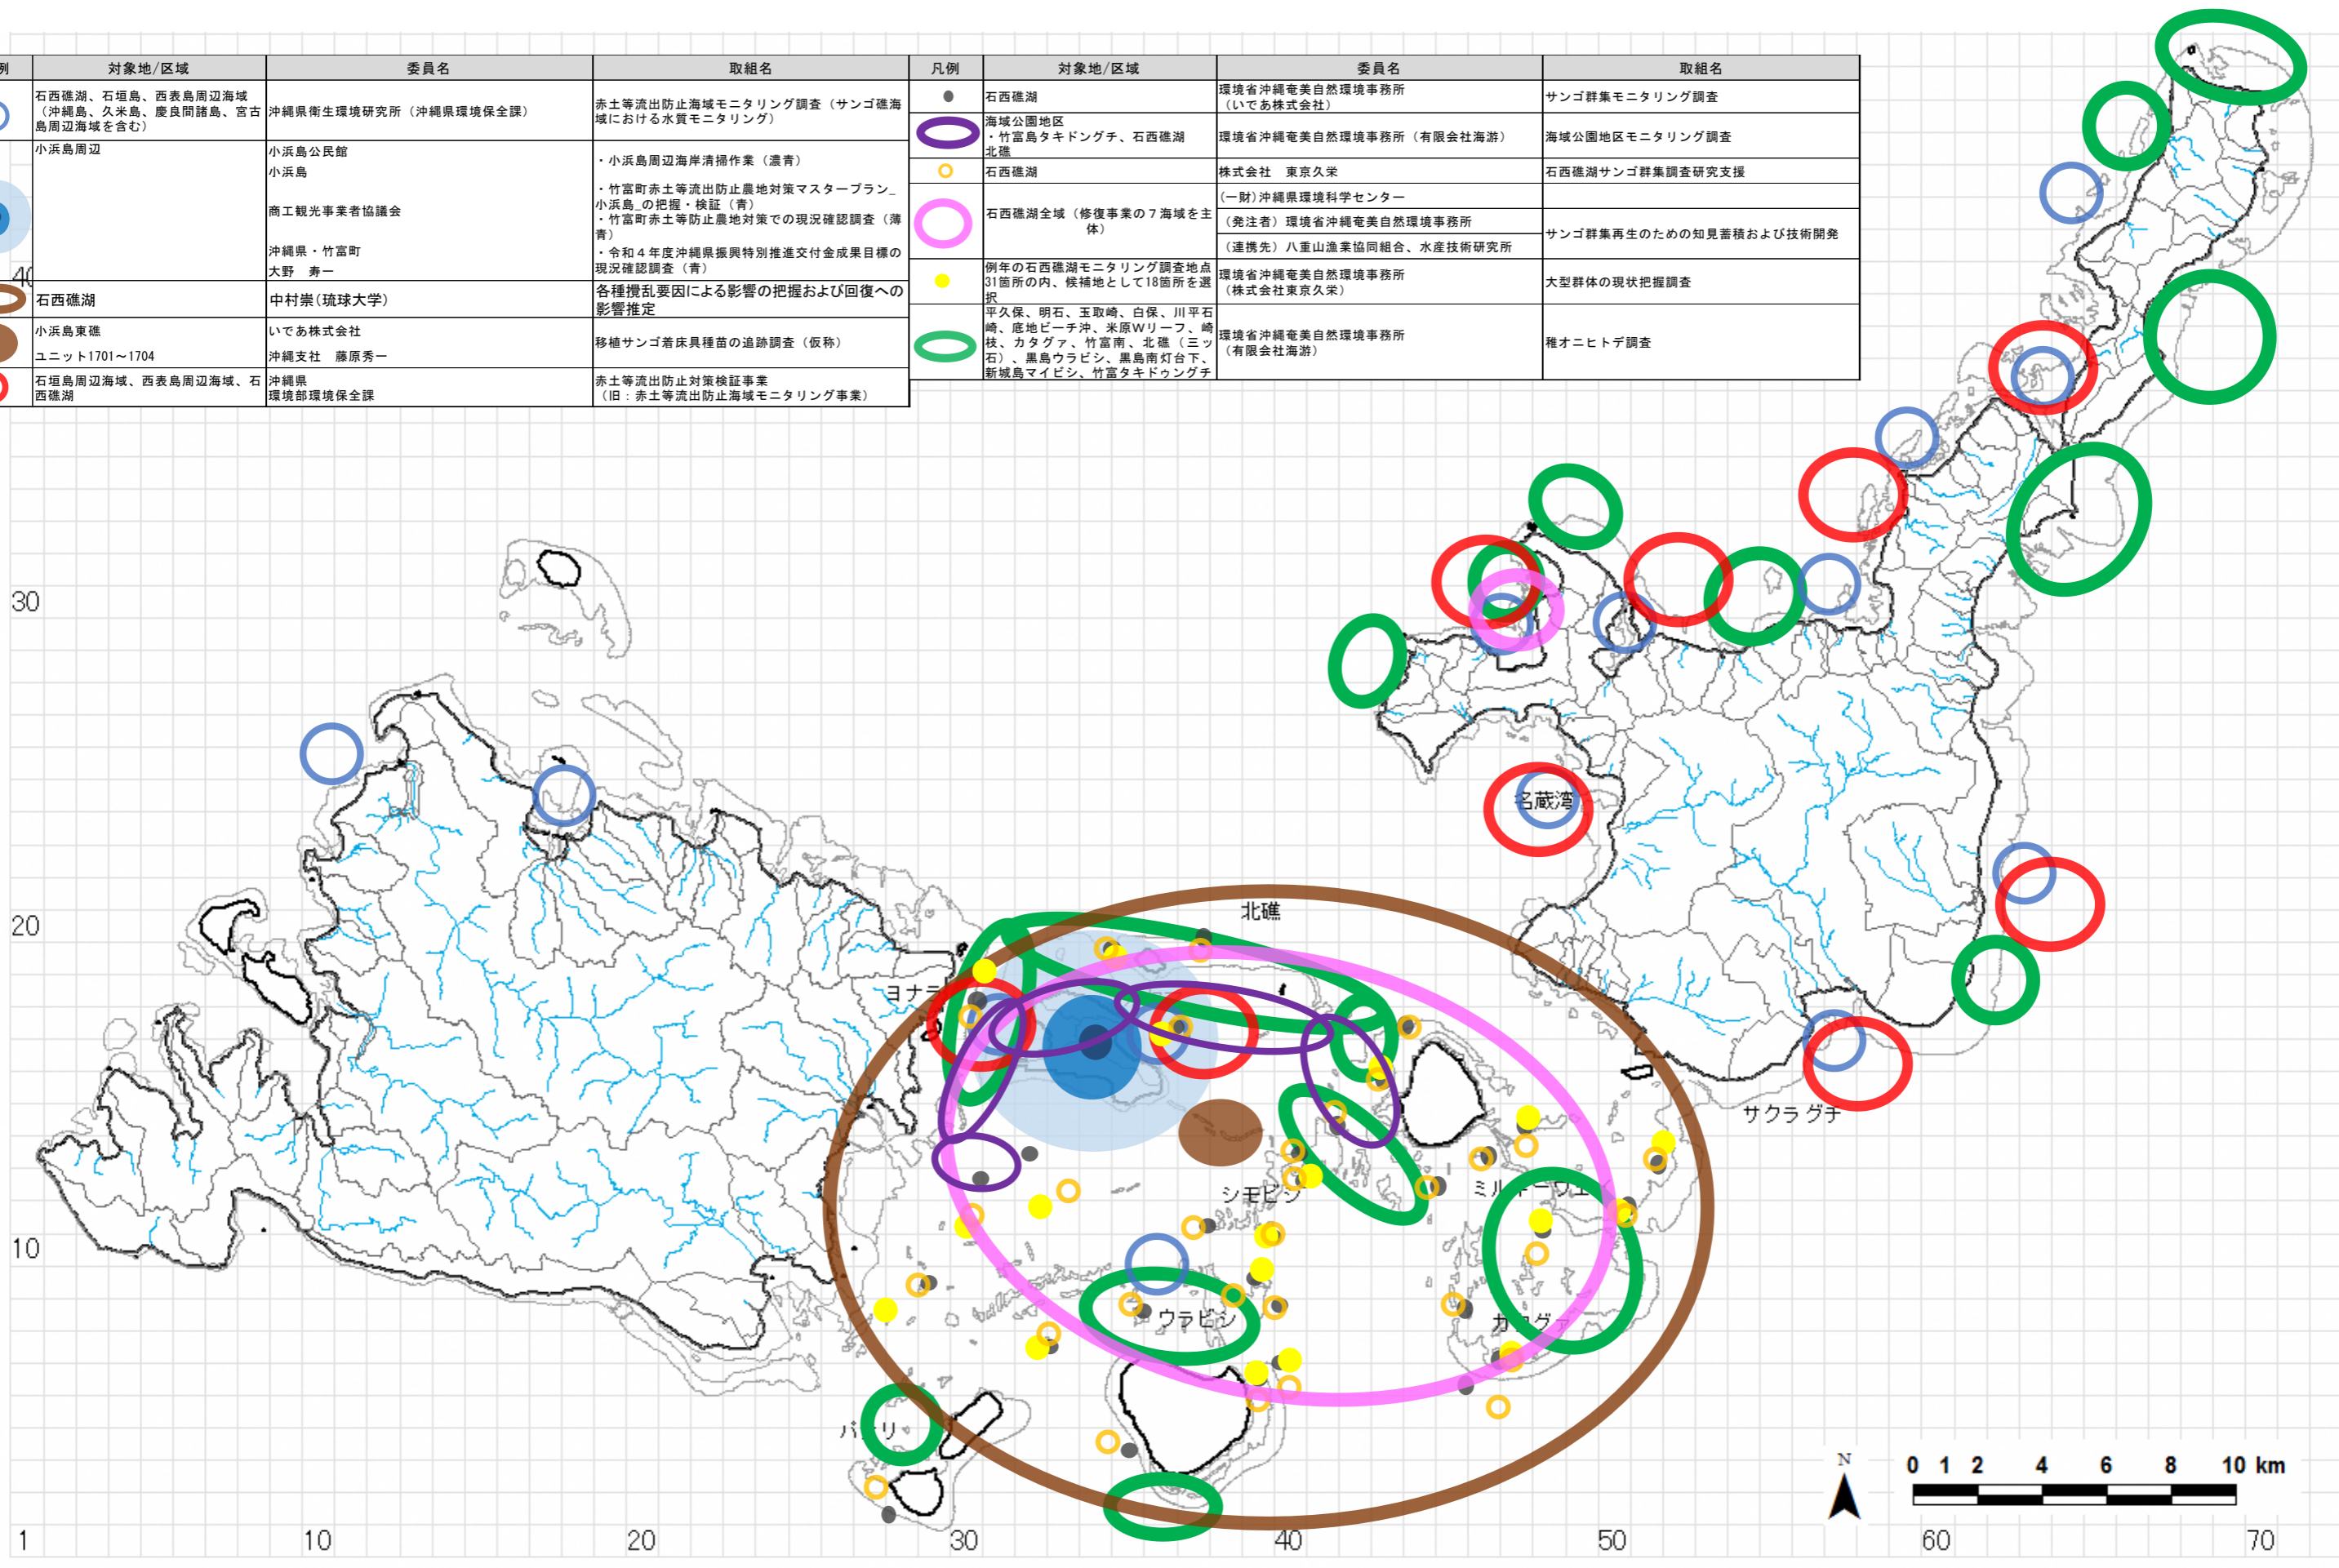 例
対象地/区域
委員名
取組名
石西礁湖、石垣島、西表島周辺海域
（沖縄島、久米島、慶良間諸島、宮古
島周辺海域を含む）
沖縄県衛生環境研究所（沖縄県環境保全課）
赤土等流出防止海域モニタリング調査（サンゴ礁海
域における水質モニタリング）
小浜島周辺
小浜島公民館
小浜島
商工観光事業者協議会
沖縄県・竹富町
大野　寿一
・小浜島周辺海岸清掃作業（濃青）
・竹富町赤土等流出防止農地対策マスタープラン_
小浜島_の把握・検証（青）
・竹富町赤土等防止農地対策での現況確認調査（薄
青）
・令和４年度沖縄県振興特別推進交付金成果目標の
現況確認調査（青）
石西礁湖
中村崇(琉球大学)
各種攪乱要因による影響の把握および回復への
影響推定
小浜島東礁
ユニット1701～1704
いであ株式会社
沖縄支社　藤原秀一
移植サンゴ着床具種苗の追跡調査（仮称）
石垣島周辺海域、西表島周辺海域、石
西礁湖
沖縄県
環境部環境保全課
赤土等流出防止対策検証事業
（旧：赤土等流出防止海域モニタリング事業）
凡例
対象地/区域
委員名
取組名
石西礁湖
環境省沖縄奄美自然環境事務所
（いであ株式会社）
サンゴ群集モニタリング調査
海域公園地区
・竹富島タキドングチ、石西礁湖
北礁
環境省沖縄奄美自然環境事務所（有限会社海游）
海域公園地区モニタリング調査
石西礁湖
株式会社　東京久栄
石西礁湖サンゴ群集調査研究支援
石西礁湖全域（修復事業の７海域を主
体）
(一財)沖縄県環境科学センター
（発注者）環境省沖縄奄美自然環境事務所
（連携先）八重山漁業協同組合、水産技術研究所
サンゴ群集再生のための知見蓄積および技術開発
例年の石西礁湖モニタリング調査地点
31箇所の内、候補地として18箇所を選
択
環境省沖縄奄美自然環境事務所
（株式会社東京久栄）
大型群体の現状把握調査
平久保、明石、玉取崎、白保、川平石
崎、底地ビーチ沖、米原Ｗリーフ、崎
枝、カタグァ、竹富南、北礁（三ッ
石）、黒島ウラビシ、黒島南灯台下、
新城島マイビシ、竹富タキドゥングチ
環境省沖縄奄美自然環境事務所
（有限会社海游）
稚オニヒトデ調査
40
30
20
10
名蔵湾
北礁
ヨナラ
サクラグチ
シモビシ
ミルキーウェイ
ウラビシ
カタグァ
パナリ
N
0 1 2 4 6 8 10 km
1 10 20 30 40 50 60 70